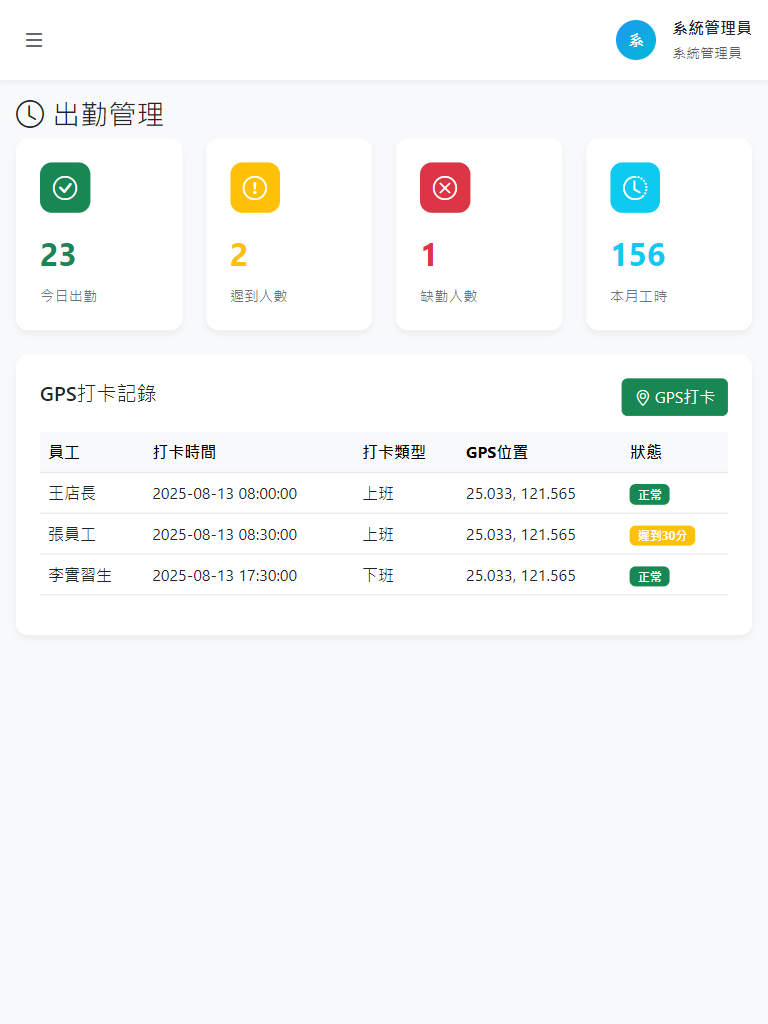 系
系統管理員
系統管理員
出勤管理
23
今日出勤
2
遲到人數
1
缺勤人數
156
本月工時
GPS打卡記錄
GPS打卡
員工 打卡時間 打卡類型 GPS位置 狀態
王店長 2025-08-13 08:00:00 上班 25.033, 121.565 正常
張員工 2025-08-13 08:30:00 上班 25.033, 121.565 遲到30分
李實習生 2025-08-13 17:30:00 下班 25.033, 121.565 正常